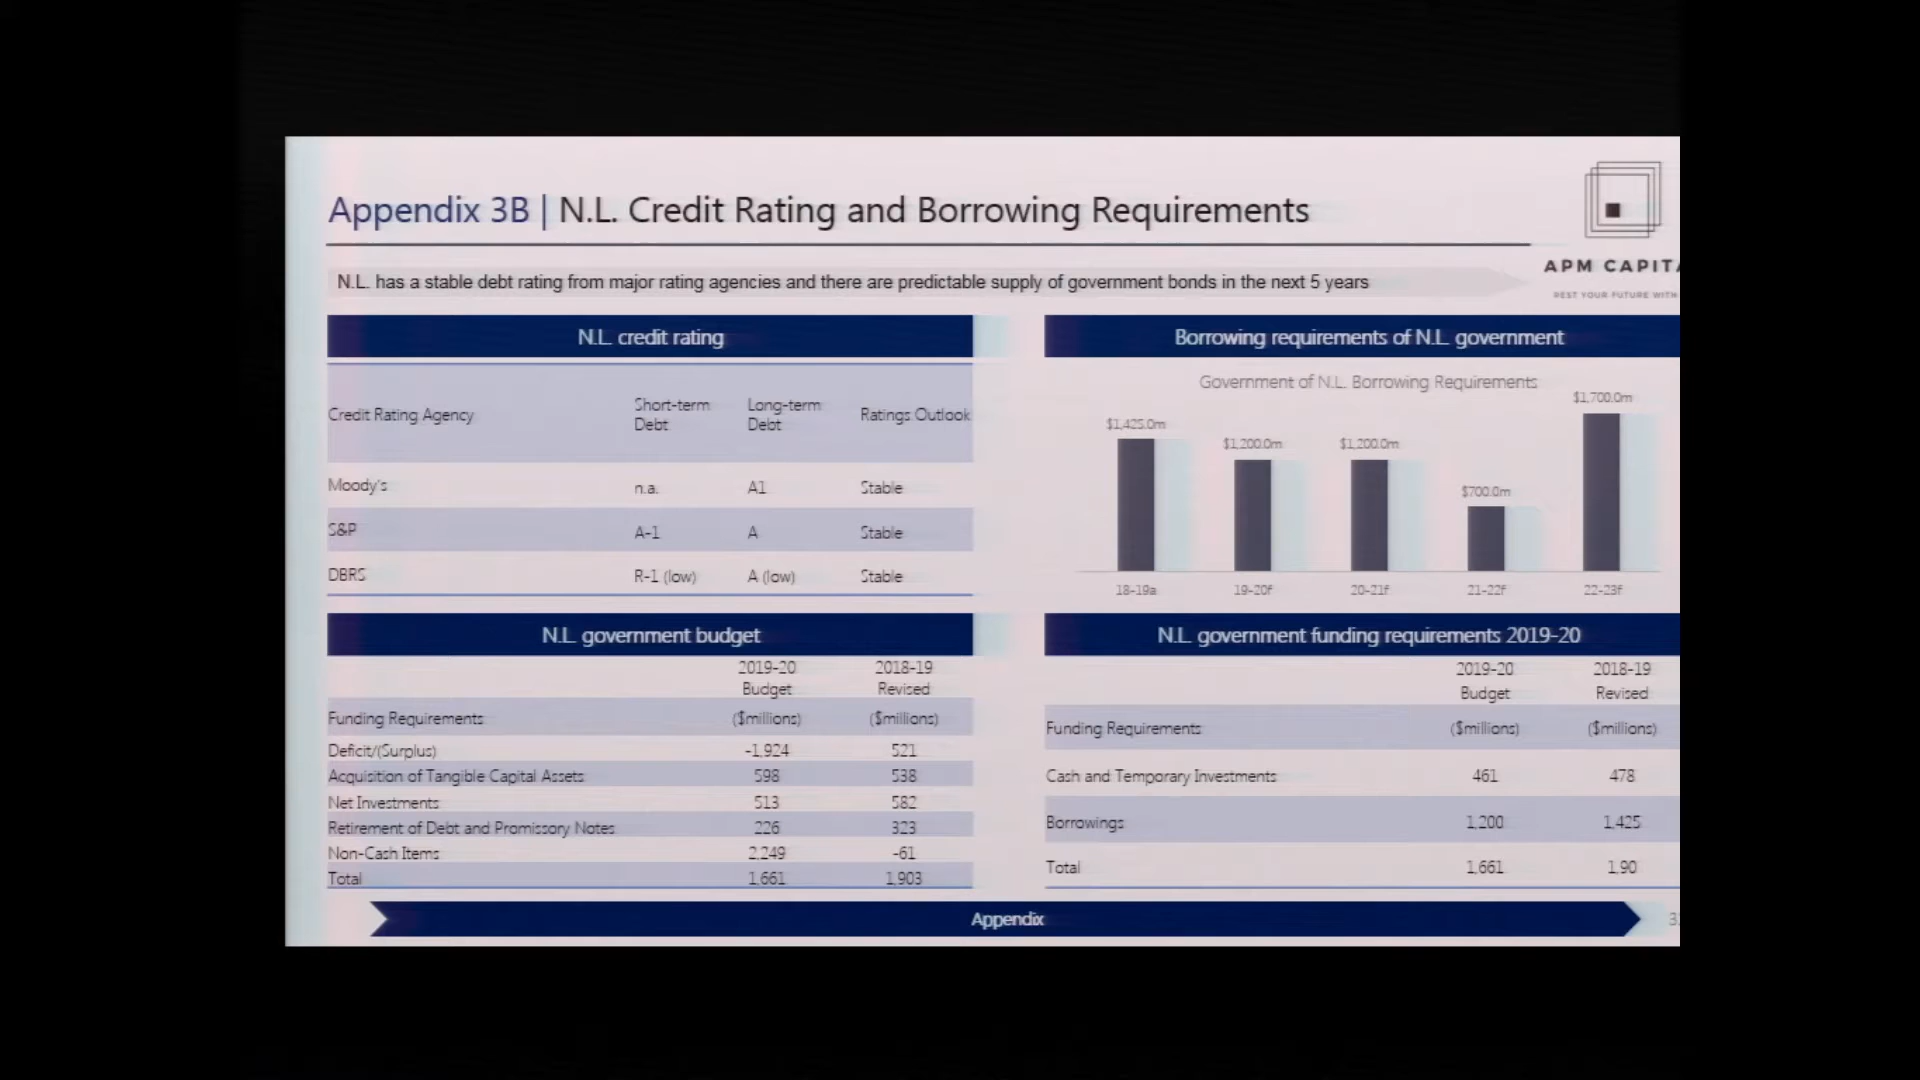 Appendix 3B | N.L. Credit Rating and Borrowing Requirements
APM CAPITA
REST YOUR FUTURE WITH
N.L. has a stable debt rating from major rating agencies and there are predictable supply of government bonds in the next 5 years
N.L. credit rating
Credit Rating Agency Short-term Debt Long-term Debt Ratings Outlook
Moody's n.a. A1 Stable
S&P A-1 A Stable
DBRS R-1 (low) A (low) Stable
Borrowing requirements of N.L. government
Government of N.L. Borrowing Requirements
$1,425.0m $1,200.0m $1,200.0m $700.0m $1,700.0m
18-19a 19-20f 20-21f 21-22f 22-23f
N.L. government budget
2019-20 2018-19
Budget Revised
Funding Requirements ($millions) ($millions)
Deficit/(Surplus) -1,924 521
Acquisition of Tangible Capital Assets 598 538
Net Investments 513 582
Retirement of Debt and Promissory Notes 226 323
Non-Cash Items 2,249 -61
Total 1,661 1,903
N.L. government funding requirements 2019-20
2019-20 2018-19
Budget Revised
Funding Requirements ($millions) ($millions)
Cash and Temporary Investments 461 478
Borrowings 1,200 1,425
Total 1,661 1,90
Appendix